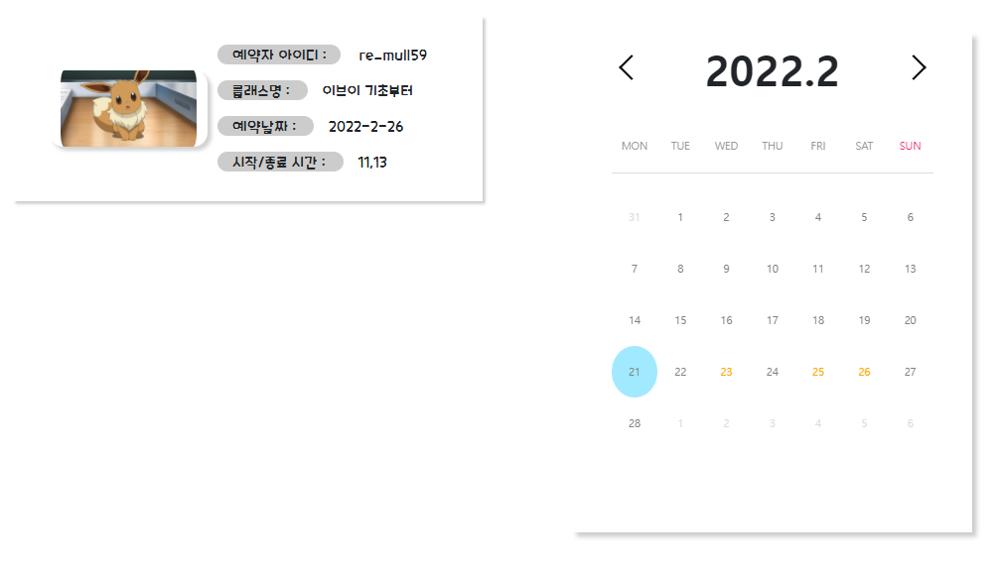 예약자 아이디 : re_mull59
클래스명 : 이브이 기초부터
예약날짜 : 2022-2-26
시작/종료 시간 : 11,13
2022.2
MON TUE WED THU FRI SAT SUN
31 1 2 3 4 5 6
7 8 9 10 11 12 13
14 15 16 17 18 19 20
21 22 23 24 25 26 27
28 1 2 3 4 5 6